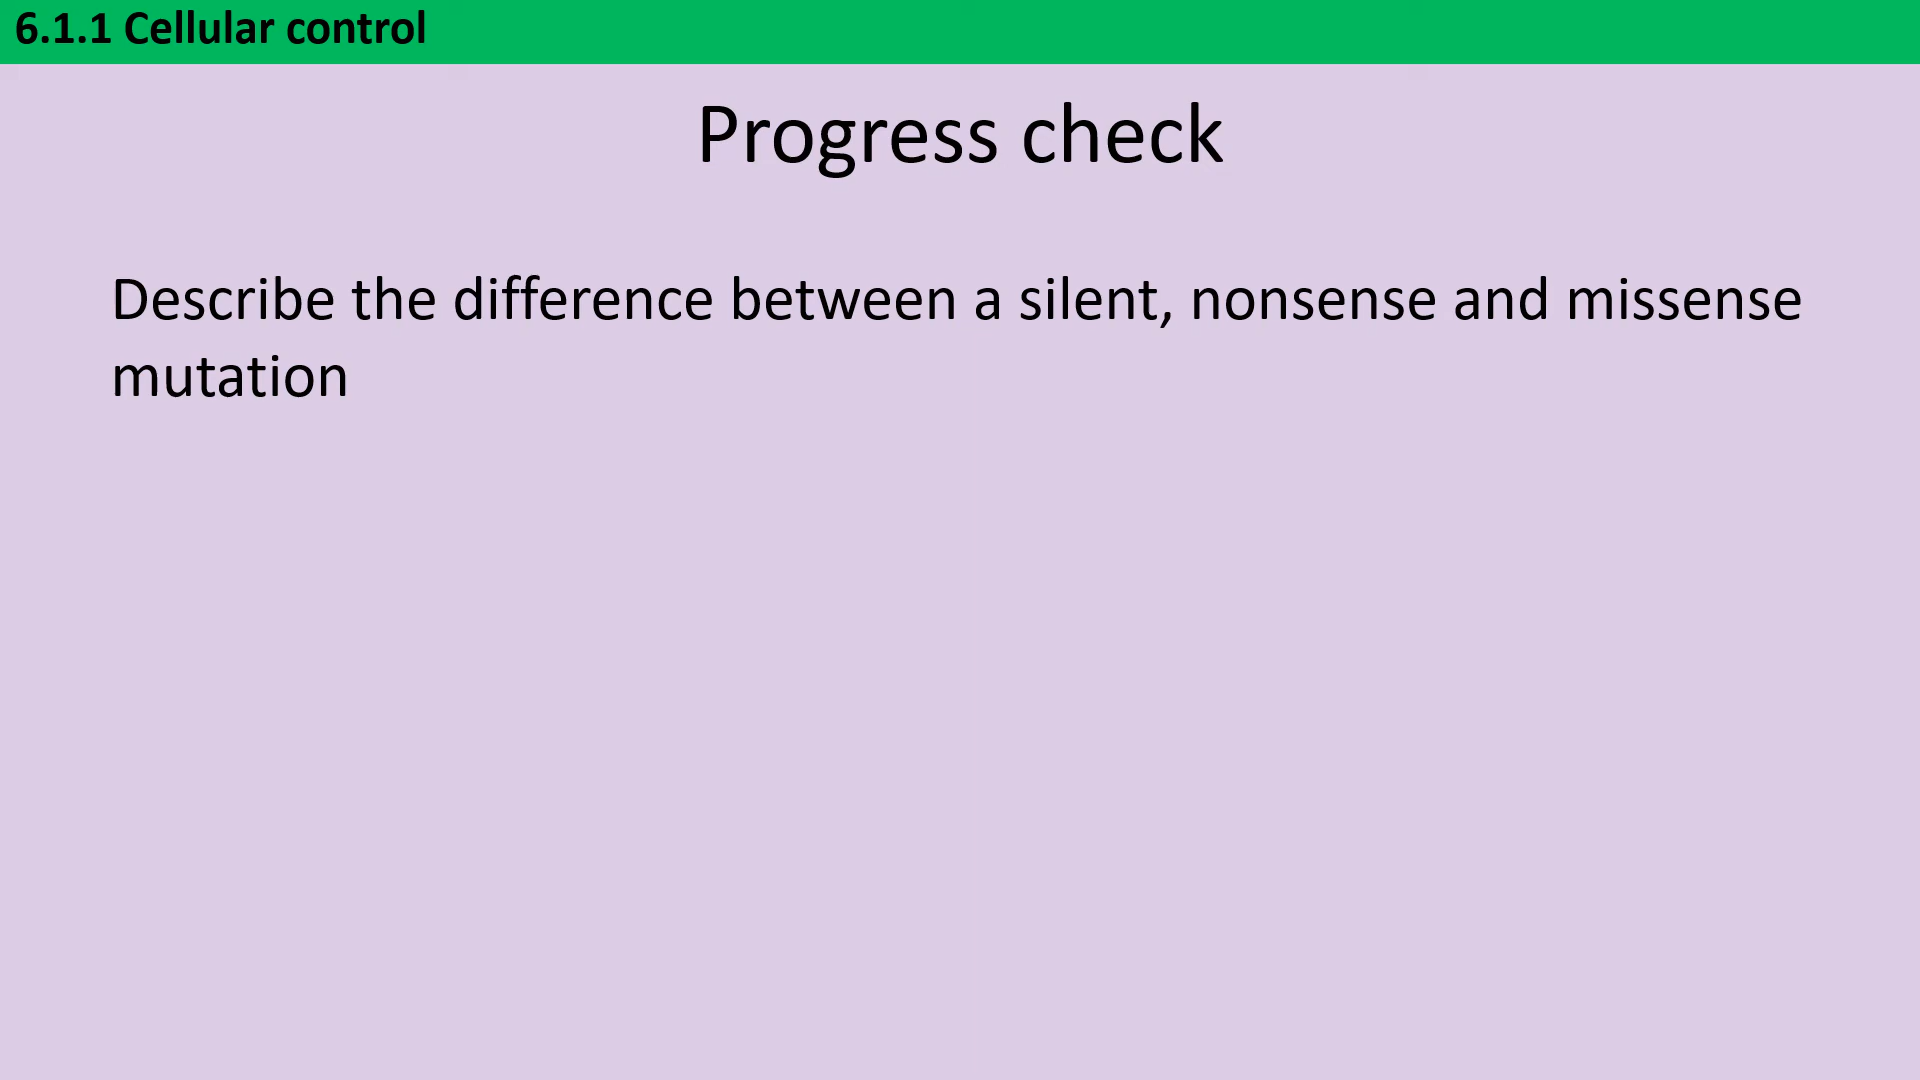 6.1.1 Cellular control
Progress check
Describe the difference between a silent, nonsense and missense
mutation